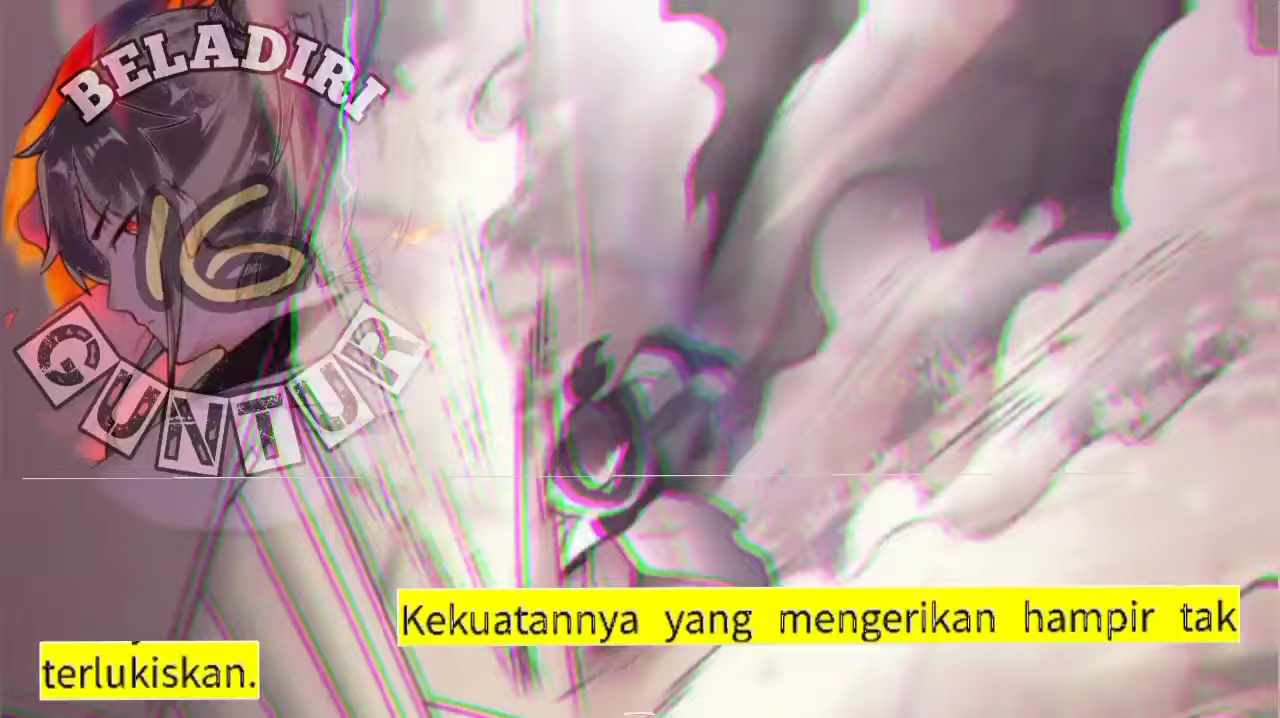 BELADIRI
16
GUNTUR
Kekuatannya yang mengerikan hampir tak
terlukiskan.